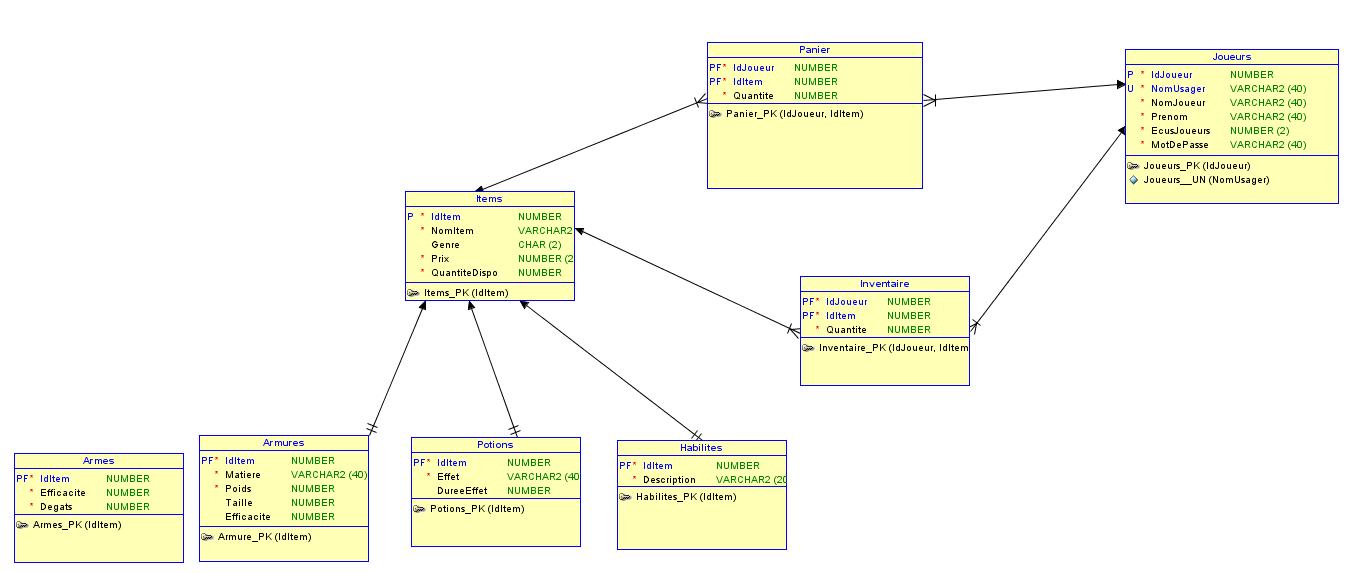 Panier
PF* IdJoueur NUMBER
PF* IdItem NUMBER
* Quantite NUMBER
Panier_PK (IdJoueur, IdItem)
Joueurs
P * IdJoueur NUMBER
U * NomUsager VARCHAR2 (40)
* NomJoueur VARCHAR2 (40)
* Prenom VARCHAR2 (40)
* EcusJoueurs NUMBER (2)
* MotDePasse VARCHAR2 (40)
Joueurs_PK (IdJoueur)
Joueurs__UN (NomUsager)
Items
P * IdItem NUMBER
* NomItem VARCHAR2
Genre CHAR (2)
* Prix NUMBER (2
* QuantiteDispo NUMBER
Items_PK (IdItem)
Inventaire
PF* IdJoueur NUMBER
PF* IdItem NUMBER
* Quantite NUMBER
Inventaire_PK (IdJoueur, IdItem
Armes
PF* IdItem NUMBER
* Efficacite NUMBER
* Degats NUMBER
Armes_PK (IdItem)
Armures
PF* IdItem NUMBER
* Matiere VARCHAR2 (40)
* Poids NUMBER
Taille NUMBER
Efficacite NUMBER
Armure_PK (IdItem)
Potions
PF* IdItem NUMBER
* Effet VARCHAR2 (40
DureeEffet NUMBER
Potions_PK (IdItem)
Habilites
PF* IdItem NUMBER
* Description VARCHAR2 (20
Habilites_PK (IdItem)